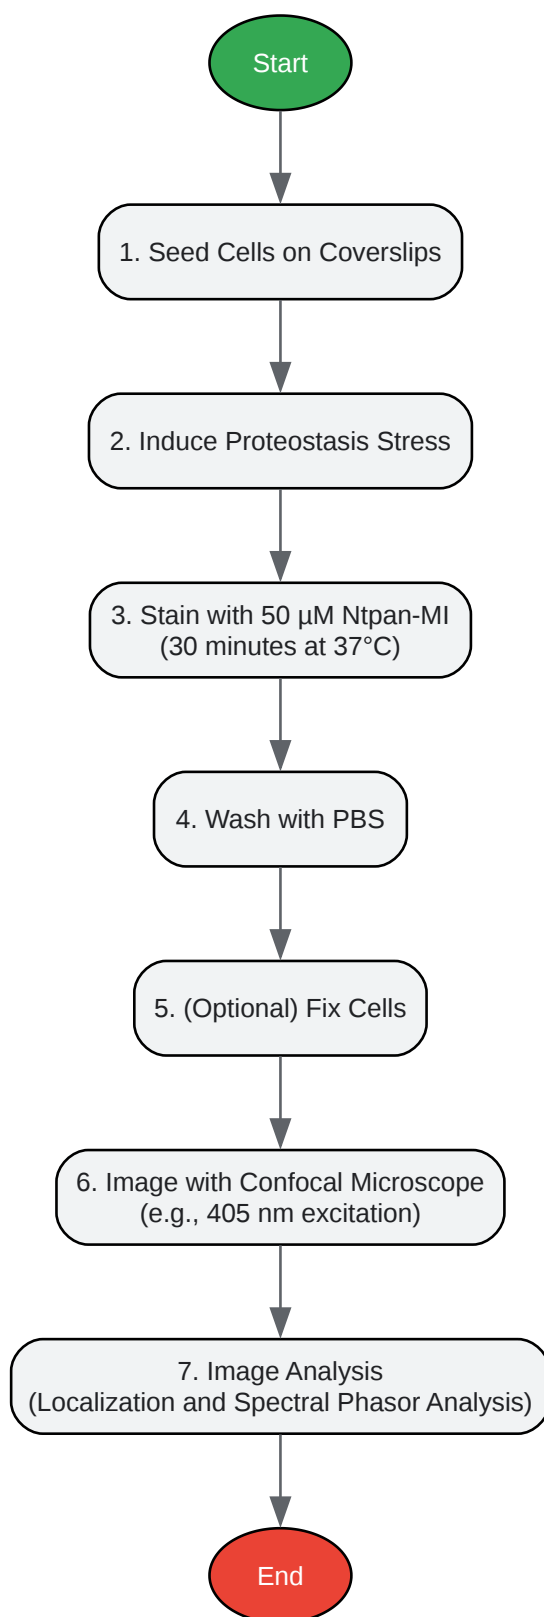 Start
1. Seed Cells on Coverslips
2. Induce Proteostasis Stress
3. Stain with 50 µM Ntpan-MI
(30 minutes at 37°C)
4. Wash with PBS
5. (Optional) Fix Cells
6. Image with Confocal Microscope
(e.g., 405 nm excitation)
7. Image Analysis
(Localization and Spectral Phasor Analysis)
End